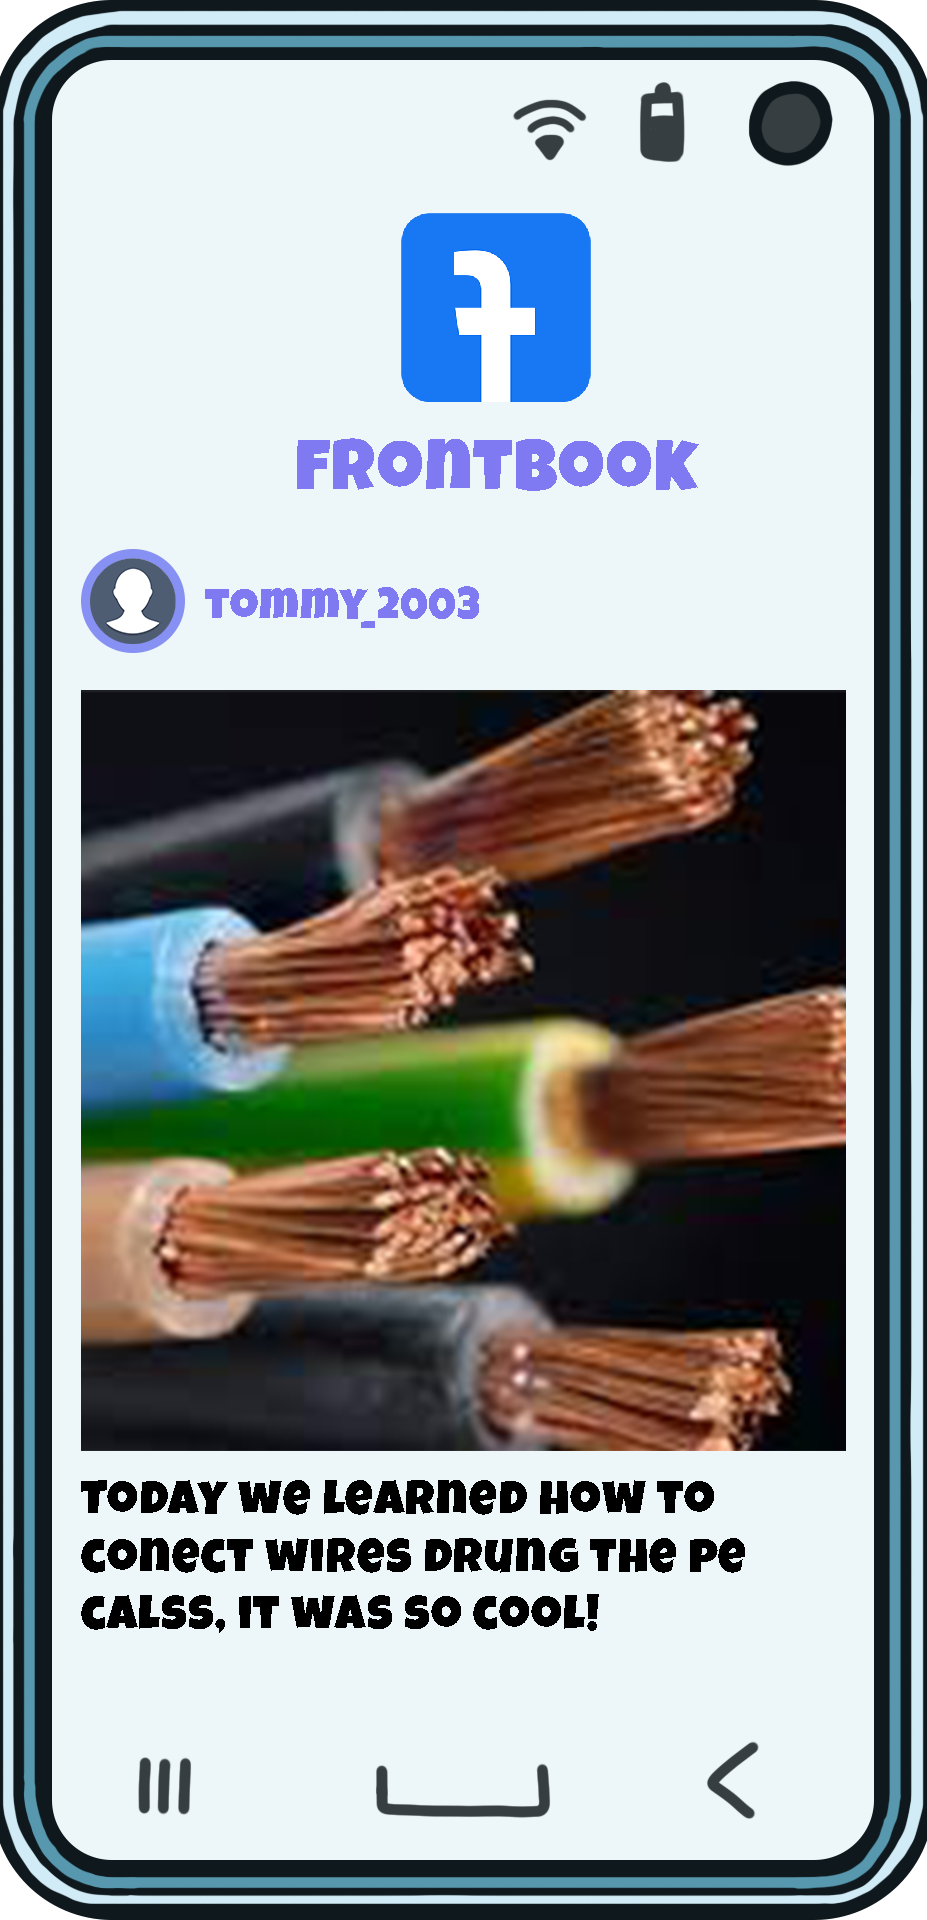 FRONTBOOK
TOMMY_2003
TODAY WE LEARNED HOW TO
CONECT WIRES DRUNG THE PE
CALSS, IT WAS SO COOL!